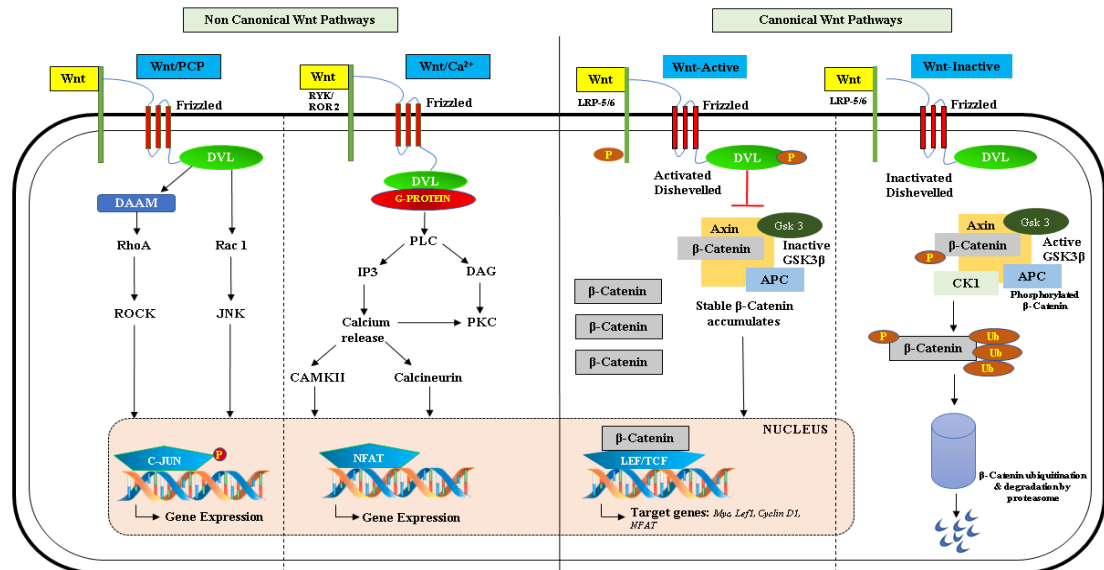 Non Canonical Wnt Pathways
Canonical Wnt Pathways
Wnt/PCP
Wnt
Frizzled
DVL
DAAM
RhoA
Rac 1
ROCK
JNK
C-JUN
P
Gene Expression
Wnt/Ca²⁺
Wnt
RYK/
ROR2
Frizzled
DVL
G-PROTEIN
PLC
IP3
DAG
Calcium
release
PKC
CAMKII
Calcineurin
NFAT
Gene Expression
Wnt-Active
Wnt
LRP-5/6
Frizzled
P
DVL
P
Activated
Dishevelled
Axin
Gsk 3
β-Catenin
Inactive
GSK3β
APC
β-Catenin
β-Catenin
β-Catenin
Stable β-Catenin
accumulates
NUCLEUS
β-Catenin
LEF/TCF
Target genes: Myc, Lef1, Cyclin D1,
NFAT
Wnt-Inactive
Wnt
LRP-5/6
Frizzled
DVL
Inactivated
Dishevelled
Axin
Gsk 3
β-Catenin
Active
GSK3β
P
CK1
APC
Phosphorylated
β-Catenin
P
β-Catenin
Ub
Ub
Ub
β-Catenin ubiquitination
& degradation by
proteasome